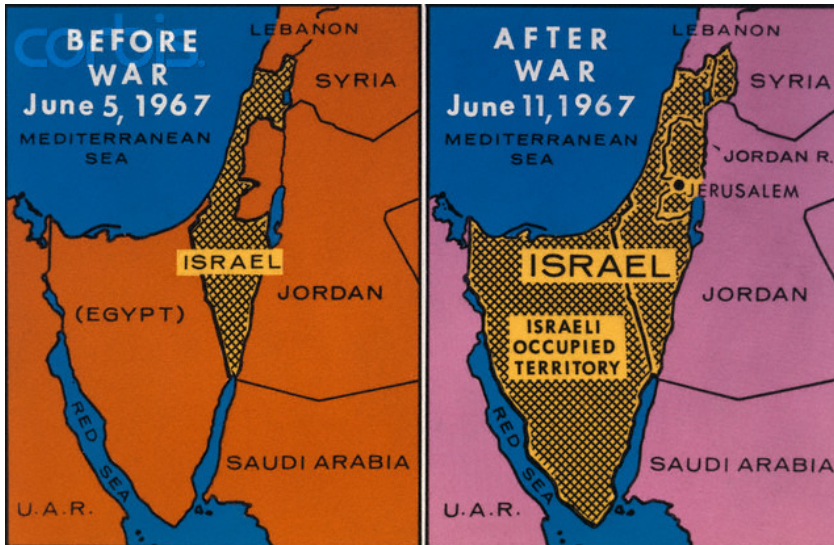 corbis.
BEFORE
WAR
June 5, 1967
LEBANON
SYRIA
MEDITERRANEAN
SEA
ISRAEL
JORDAN
(EGYPT)
RED SEA
SAUDI ARABIA
U.A.R.
AFTER
WAR
June 11, 1967
LEBANON
SYRIA
MEDITERRANEAN
SEA
JORDAN R.
JERUSALEM
ISRAEL
JORDAN
ISRAELI
OCCUPIED
TERRITORY
RED SEA
SAUDI ARABIA
U.A.R.